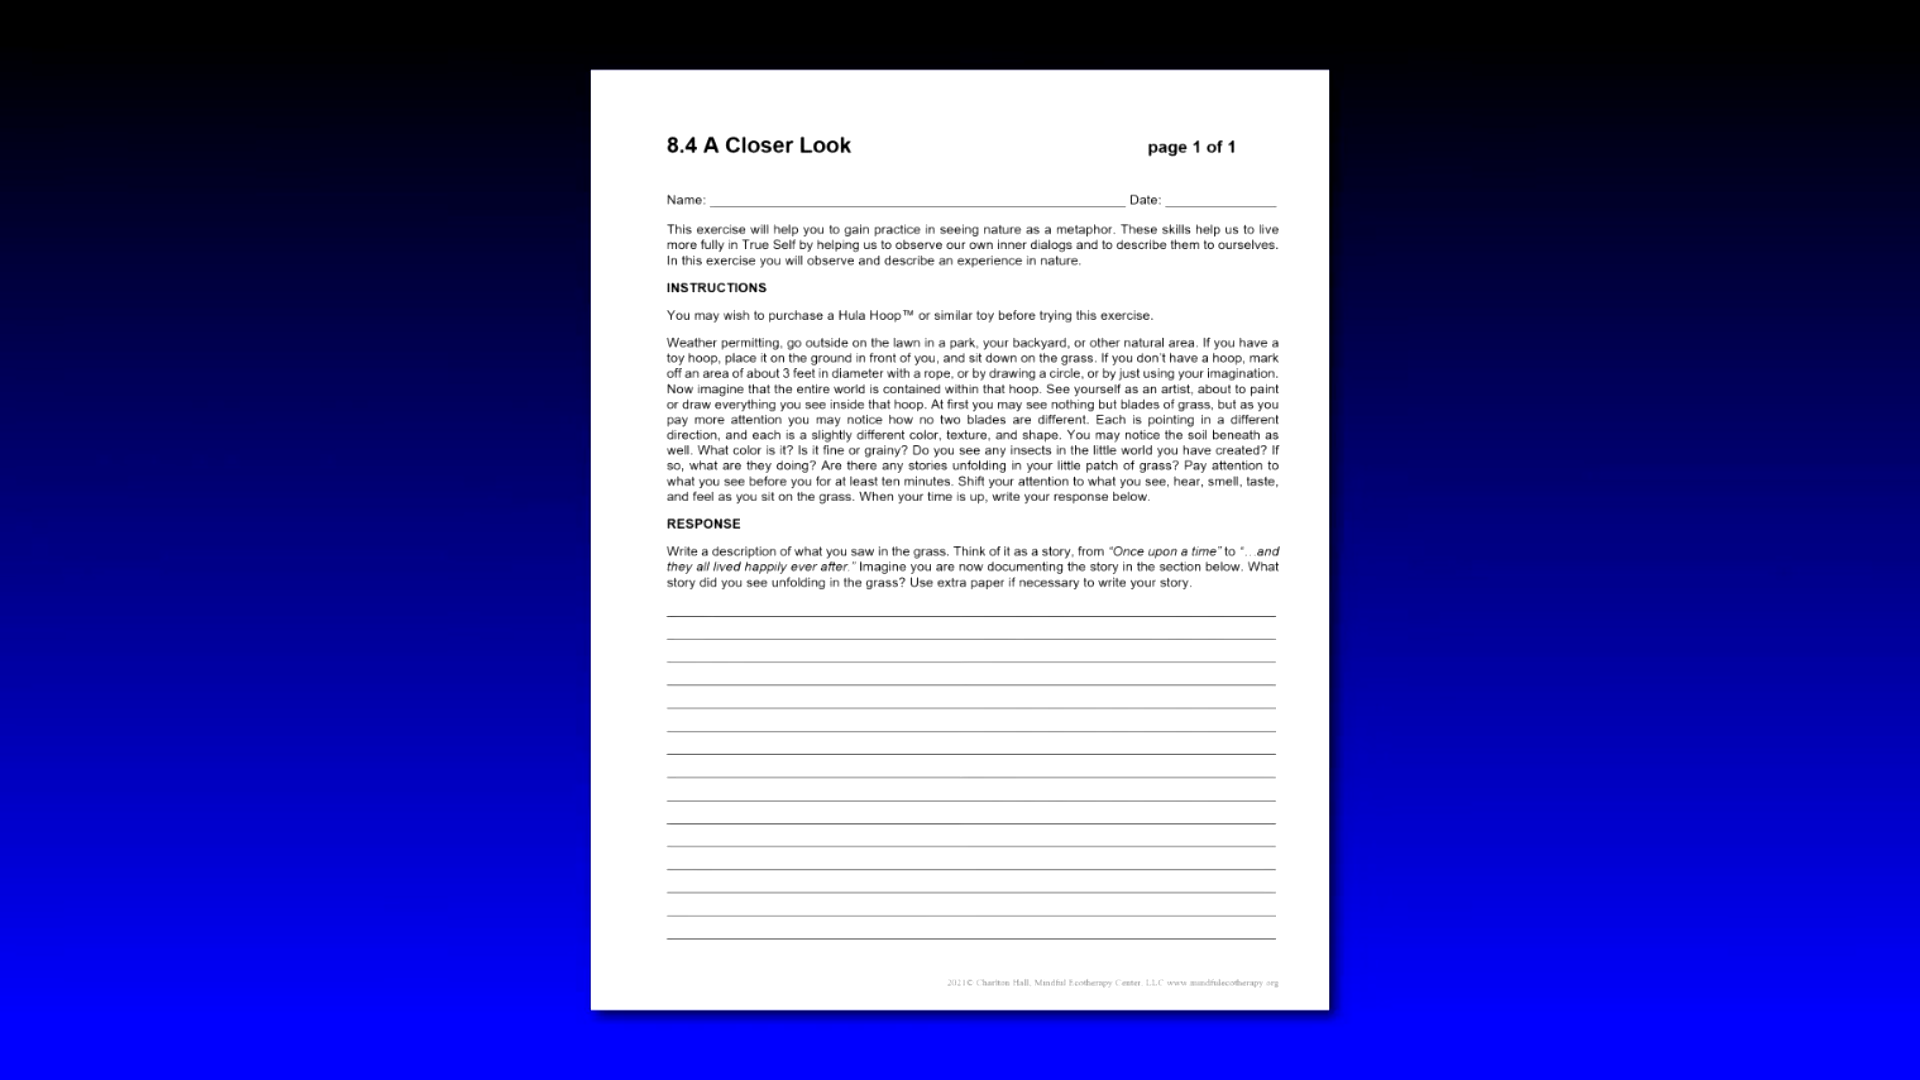 8.4 A Closer Look page 1 of 1
Name: Date:
This exercise will help you to gain practice in seeing nature as a metaphor. These skills help us to live
more fully in True Self by helping us to observe our own inner dialogs and to describe them to ourselves.
In this exercise you will observe and describe an experience in nature.
INSTRUCTIONS
You may wish to purchase a Hula Hoop™ or similar toy before trying this exercise.
Weather permitting, go outside on the lawn in a park, your backyard, or other natural area. If you have a
toy hoop, place it on the ground in front of you, and sit down on the grass. If you don't have a hoop, mark
off an area of about 3 feet in diameter with a rope, or by drawing a circle, or by just using your imagination.
Now imagine that the entire world is contained within that hoop. See yourself as an artist, about to paint
or draw everything you see inside that hoop. At first you may see nothing but blades of grass, but as you
pay more attention you may notice how no two blades are different. Each is pointing in a different
direction, and each is a slightly different color, texture, and shape. You may notice the soil beneath as
well. What color is it? Is it fine or grainy? Do you see any insects in the little world you have created? If
so, what are they doing? Are there any stories unfolding in your little patch of grass? Pay attention to
what you see before you for at least ten minutes. Shift your attention to what you see, hear, smell, taste,
and feel as you sit on the grass. When your time is up, write your response below.
RESPONSE
Write a description of what you saw in the grass. Think of it as a story, from “Once upon a time” to “…and
they all lived happily ever after.” Imagine you are now documenting the story in the section below. What
story did you see unfolding in the grass? Use extra paper if necessary to write your story.
2021© Charlton Hall, Mindful Ecotherapy Center, LLC www.mindfulecotherapy.org